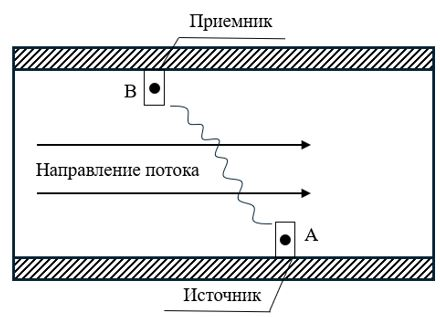 Приемник
В
Направление потока
А
Источник